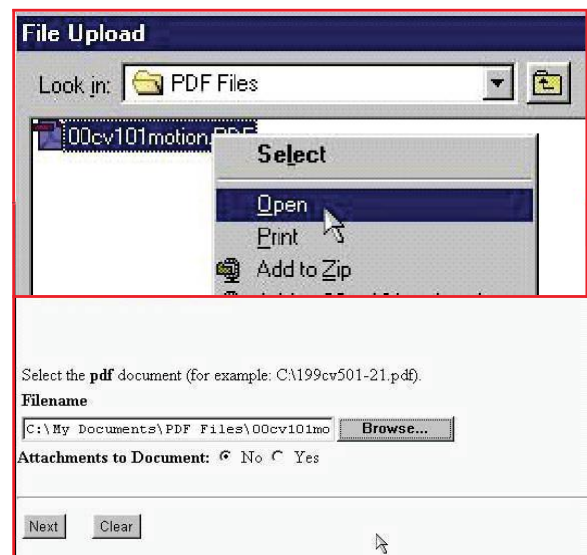 File Upload
Look in: PDF Files
00cv101motion.PDF
Select
Open
Print
Add to Zip
Select the pdf document (for example: C:\199cv501-21.pdf).
Filename
C:\My Documents\PDF Files\00cv101mo Browse...
Attachments to Document: No Yes
Next Clear